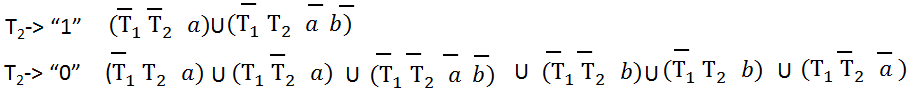 T₂-> “1” (T̅₁ T̅₂ a)∪(T̅₁ T₂ a̅ b̅)
T₂-> “0” (T̅₁ T₂ a) ∪ (T₁ T̅₂ a) ∪ (T̅₁ T̅₂ a̅ b̅) ∪ (T̅₁ T̅₂ b)∪(T̅₁ T₂ b) ∪ (T₁ T̅₂ a̅)